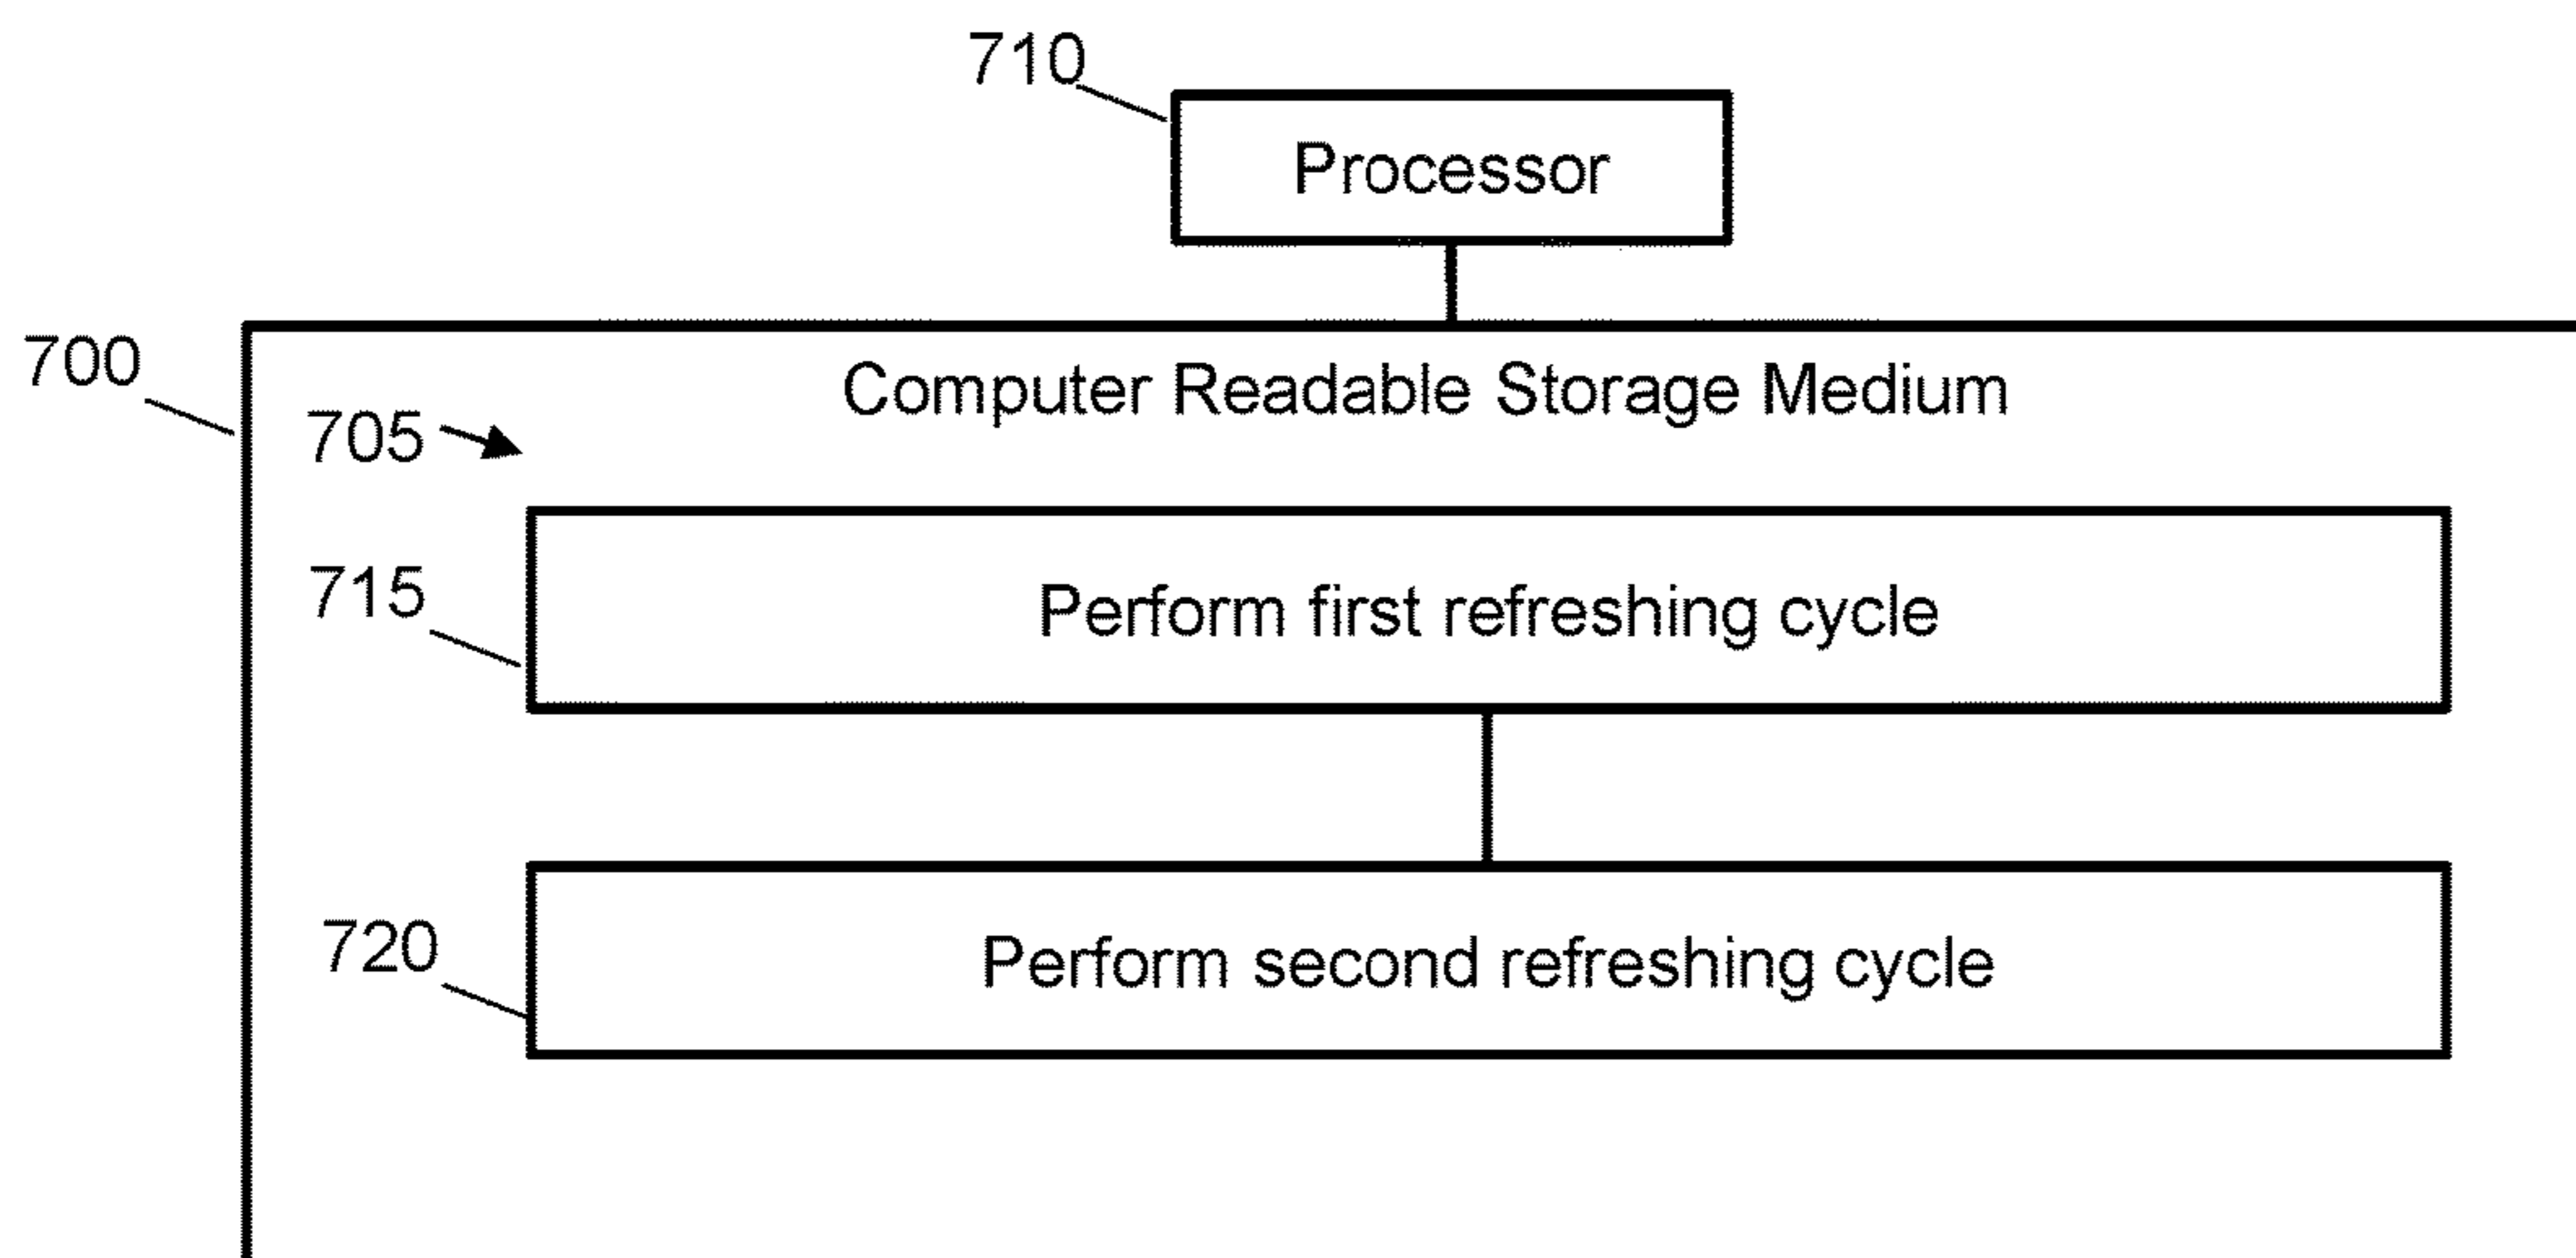 710
Processor
700
Computer Readable Storage Medium
705
715
Perform first refreshing cycle
720
Perform second refreshing cycle